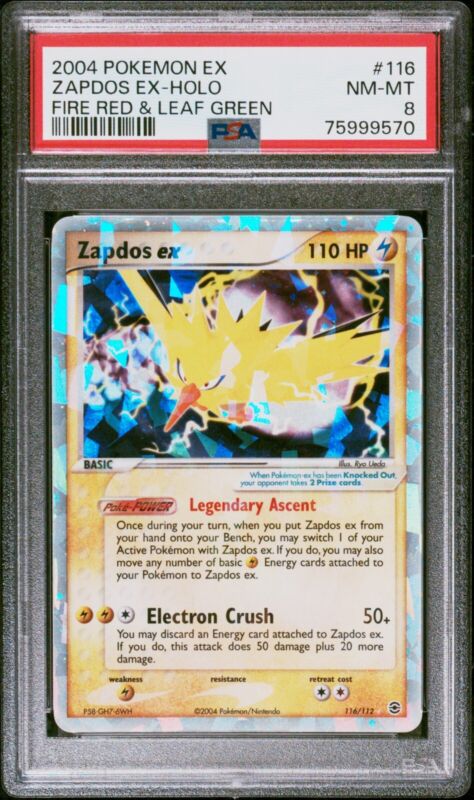 2004 POKEMON EX #116
ZAPDOS EX-HOLO NM-MT
FIRE RED & LEAF GREEN 8
PSA 75999570
Zapdos ex 110 HP
BASIC Illus. Ryo Ueda
When Pokémon-ex has been Knocked Out,
your opponent takes 2 Prize cards.
Poké-POWER Legendary Ascent
Once during your turn, when you put Zapdos ex from
your hand onto your Bench, you may switch 1 of your
Active Pokémon with Zapdos ex. If you do, you may also
move any number of basic Energy cards attached to
your Pokémon to Zapdos ex.
Electron Crush 50+
You may discard an Energy card attached to Zapdos ex.
If you do, this attack does 50 damage plus 20 more
damage.
weakness resistance retreat cost
P58 GH7-6WH ©2004 Pokémon/Nintendo 116/112
PSA